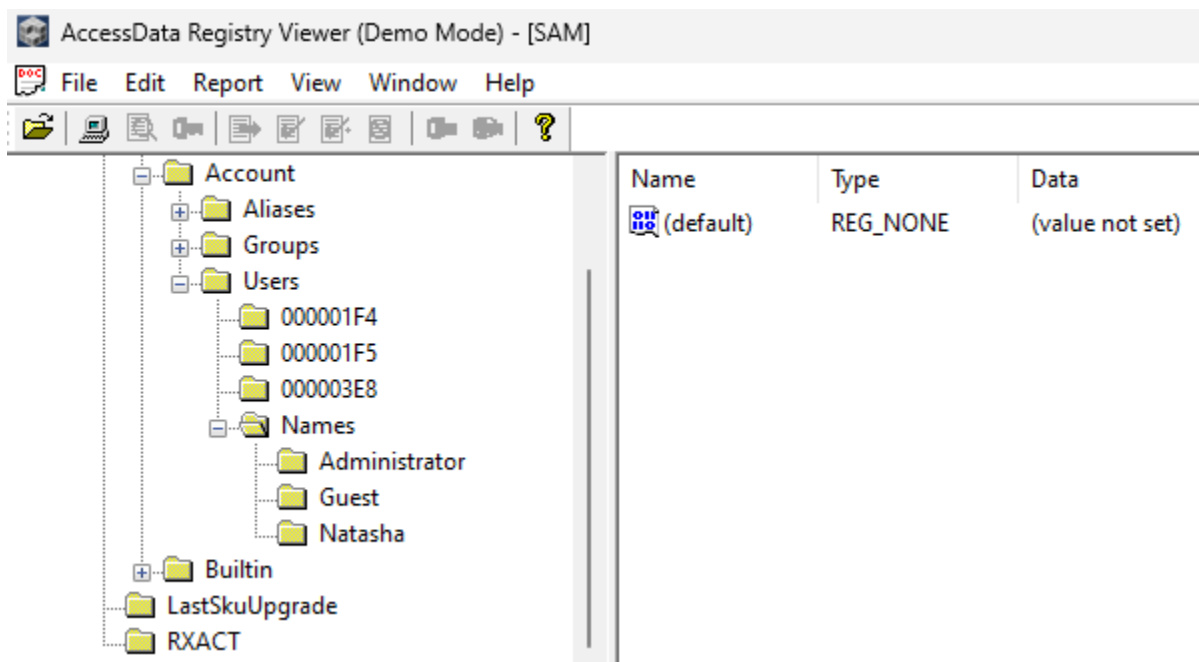 AccessData Registry Viewer (Demo Mode) - [SAM]
File Edit Report View Window Help
Account
Aliases
Groups
Users
000001F4
000001F5
000003E8
Names
Administrator
Guest
Natasha
Builtin
LastSkuUpgrade
RXACT
Name Type Data
(default) REG_NONE (value not set)